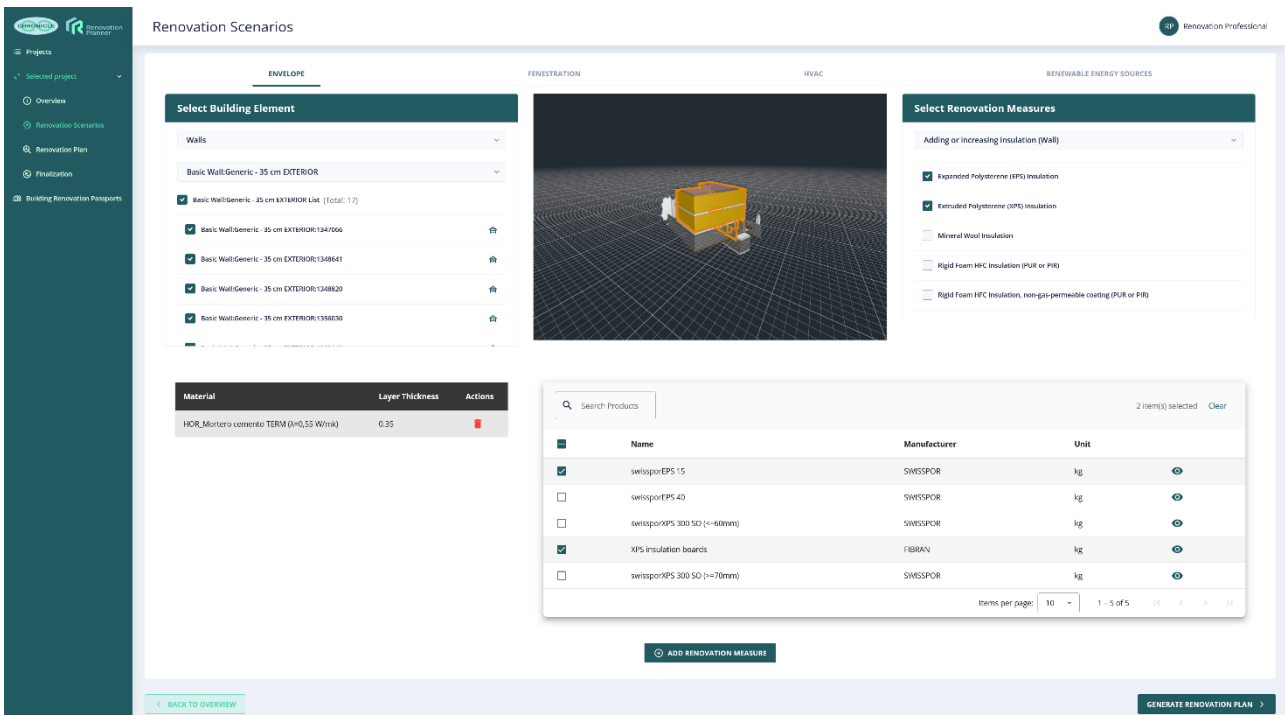 CHRONICLE
Renovation
Planner
Renovation Scenarios
RP Renovation Professional
Projects
Selected project
Overview
Renovation Scenarios
Renovation Plan
Finalization
Building Renovation Passports
ENVELOPE
FENESTRATION
HVAC
RENEWABLE ENERGY SOURCES
Select Building Element
Walls
Basic Wall:Generic - 35 cm EXTERIOR
Basic Wall:Generic - 35 cm EXTERIOR List (Total: 17)
Basic Wall:Generic - 35 cm EXTERIOR:1347066
Basic Wall:Generic - 35 cm EXTERIOR:1348641
Basic Wall:Generic - 35 cm EXTERIOR:1348820
Basic Wall:Generic - 35 cm EXTERIOR:1356030
Select Renovation Measures
Adding or increasing insulation (Wall)
Expanded Polysterene (EPS) Insulation
Extruded Polysterene (XPS) Insulation
Mineral Wool Insulation
Rigid Foam HFC Insulation (PUR or PIR)
Rigid Foam HFC Insulation, non-gas-permeable coating (PUR or PIR)
Material Layer Thickness Actions
HOR_Mortero cemento TERM (λ=0,55 W/mk) 0.35
Search Products
2 item(s) selected Clear
Name Manufacturer Unit
swissporEPS 15 SWISSPOR kg
swissporEPS 40 SWISSPOR kg
swissporXPS 300 SO (<=60mm) SWISSPOR kg
XPS insulation boards FIBRAN kg
swissporXPS 300 SO (>=70mm) SWISSPOR kg
Items per page: 10 1 – 5 of 5
ADD RENOVATION MEASURE
BACK TO OVERVIEW
GENERATE RENOVATION PLAN